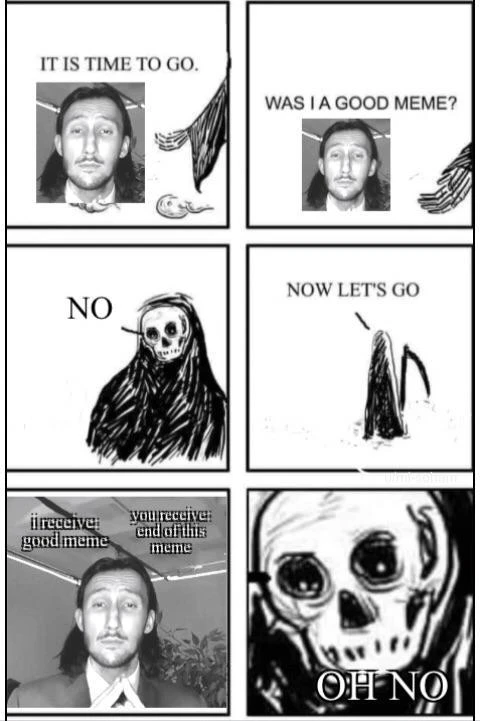 IT IS TIME TO GO.
WAS I A GOOD MEME?
NO
NOW LET'S GO
i receive:
good meme
you receive:
end of this
meme
OH NO